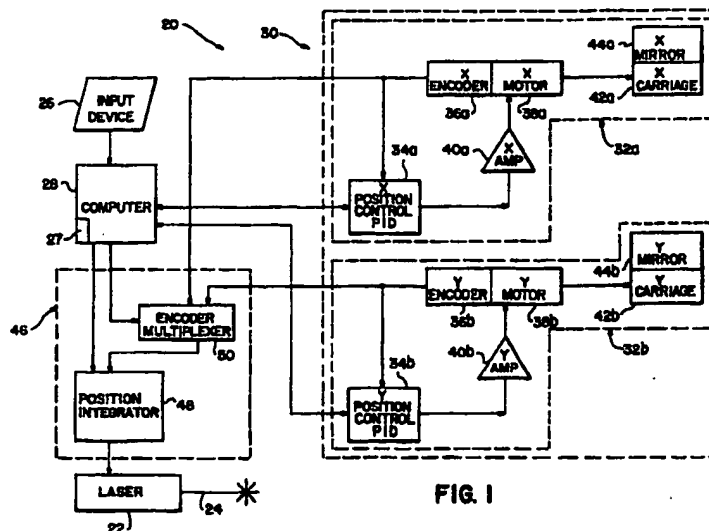 20
30
26
INPUT
DEVICE
28
COMPUTER
27
46
ENCODER
MULTIPLEXER
50
POSITION
INTEGRATOR
48
LASER
22
24
X
ENCODER
36a
X
MOTOR
38a
44a
X
MIRROR
X
CARRIAGE
42a
40a
X
AMP
32a
34a
X
POSITION
CONTROL
PID
Y
ENCODER
36b
Y
MOTOR
38b
44b
Y
MIRROR
Y
CARRIAGE
42b
40b
Y
AMP
32b
34b
Y
POSITION
CONTROL
PID
FIG. 1